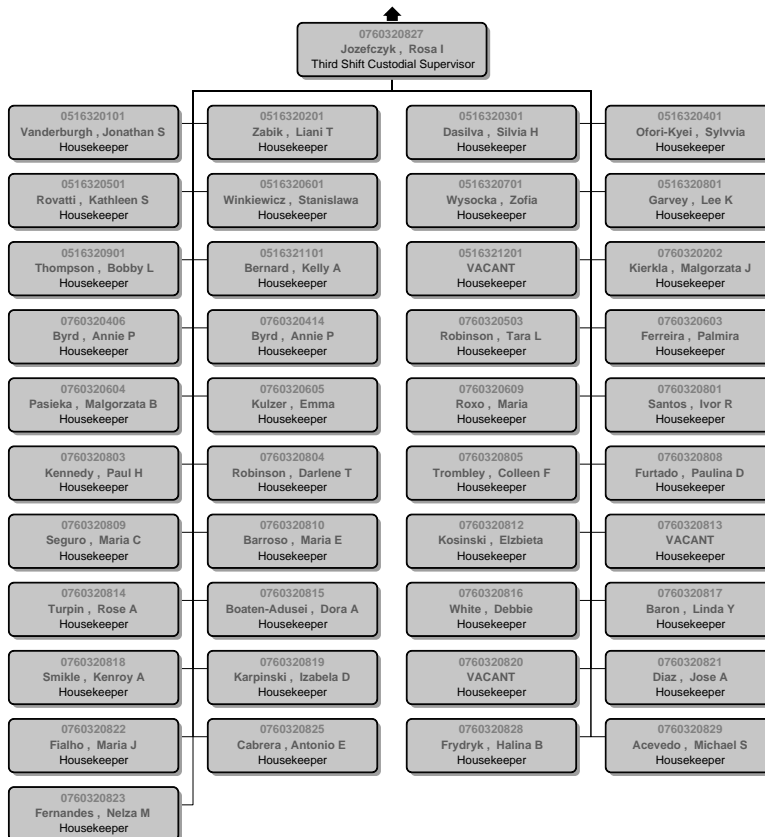 0760320827
Jozefczyk , Rosa I
Third Shift Custodial Supervisor
0516320101
Vanderburgh , Jonathan S
Housekeeper
0516320201
Zabik , Liani T
Housekeeper
0516320301
Dasilva , Silvia H
Housekeeper
0516320401
Ofori-Kyei , Sylvvia
Housekeeper
0516320501
Rovatti , Kathleen S
Housekeeper
0516320601
Winkiewicz , Stanislawa
Housekeeper
0516320701
Wysocka , Zofia
Housekeeper
0516320801
Garvey , Lee K
Housekeeper
0516320901
Thompson , Bobby L
Housekeeper
0516321101
Bernard , Kelly A
Housekeeper
0516321201
VACANT
Housekeeper
0760320202
Kierkla , Malgorzata J
Housekeeper
0760320406
Byrd , Annie P
Housekeeper
0760320414
Byrd , Annie P
Housekeeper
0760320503
Robinson , Tara L
Housekeeper
0760320603
Ferreira , Palmira
Housekeeper
0760320604
Pasieka , Malgorzata B
Housekeeper
0760320605
Kulzer , Emma
Housekeeper
0760320609
Roxo , Maria
Housekeeper
0760320801
Santos , Ivor R
Housekeeper
0760320803
Kennedy , Paul H
Housekeeper
0760320804
Robinson , Darlene T
Housekeeper
0760320805
Trombley , Colleen F
Housekeeper
0760320808
Furtado , Paulina D
Housekeeper
0760320809
Seguro , Maria C
Housekeeper
0760320810
Barroso , Maria E
Housekeeper
0760320812
Kosinski , Elzbieta
Housekeeper
0760320813
VACANT
Housekeeper
0760320814
Turpin , Rose A
Housekeeper
0760320815
Boaten-Adusei , Dora A
Housekeeper
0760320816
White , Debbie
Housekeeper
0760320817
Baron , Linda Y
Housekeeper
0760320818
Smikle , Kenroy A
Housekeeper
0760320819
Karpinski , Izabela D
Housekeeper
0760320820
VACANT
Housekeeper
0760320821
Diaz , Jose A
Housekeeper
0760320822
Fialho , Maria J
Housekeeper
0760320825
Cabrera , Antonio E
Housekeeper
0760320828
Frydryk , Halina B
Housekeeper
0760320829
Acevedo , Michael S
Housekeeper
0760320823
Fernandes , Nelza M
Housekeeper